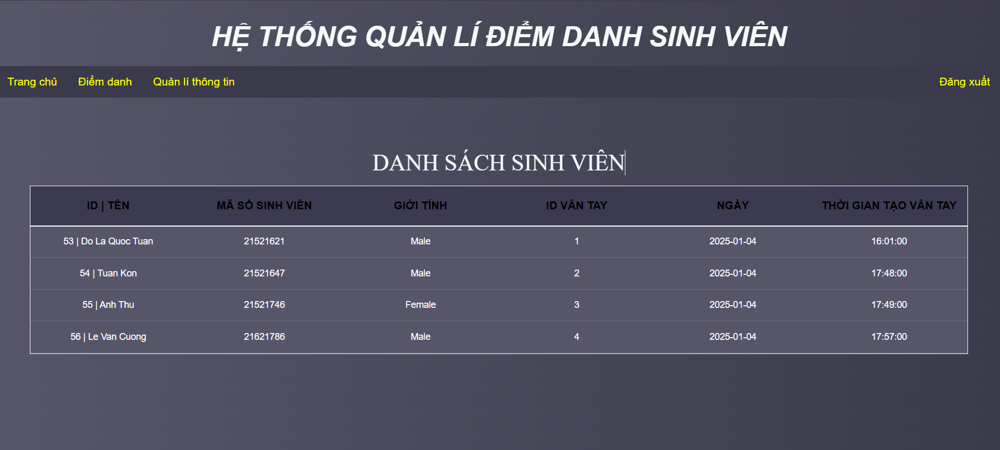 HỆ THỐNG QUẢN LÍ ĐIỂM DANH SINH VIÊN
Trang chủ Điểm danh Quản lí thông tin Đăng xuất
DANH SÁCH SINH VIÊN
ID | TÊN MÃ SỐ SINH VIÊN GIỚI TÍNH ID VÂN TAY NGÀY THỜI GIAN TẠO VÂN TAY
53 | Do La Quoc Tuan 21521621 Male 1 2025-01-04 16:01:00
54 | Tuan Kon 21521647 Male 2 2025-01-04 17:48:00
55 | Anh Thu 21521746 Female 3 2025-01-04 17:49:00
56 | Le Van Cuong 21621786 Male 4 2025-01-04 17:57:00